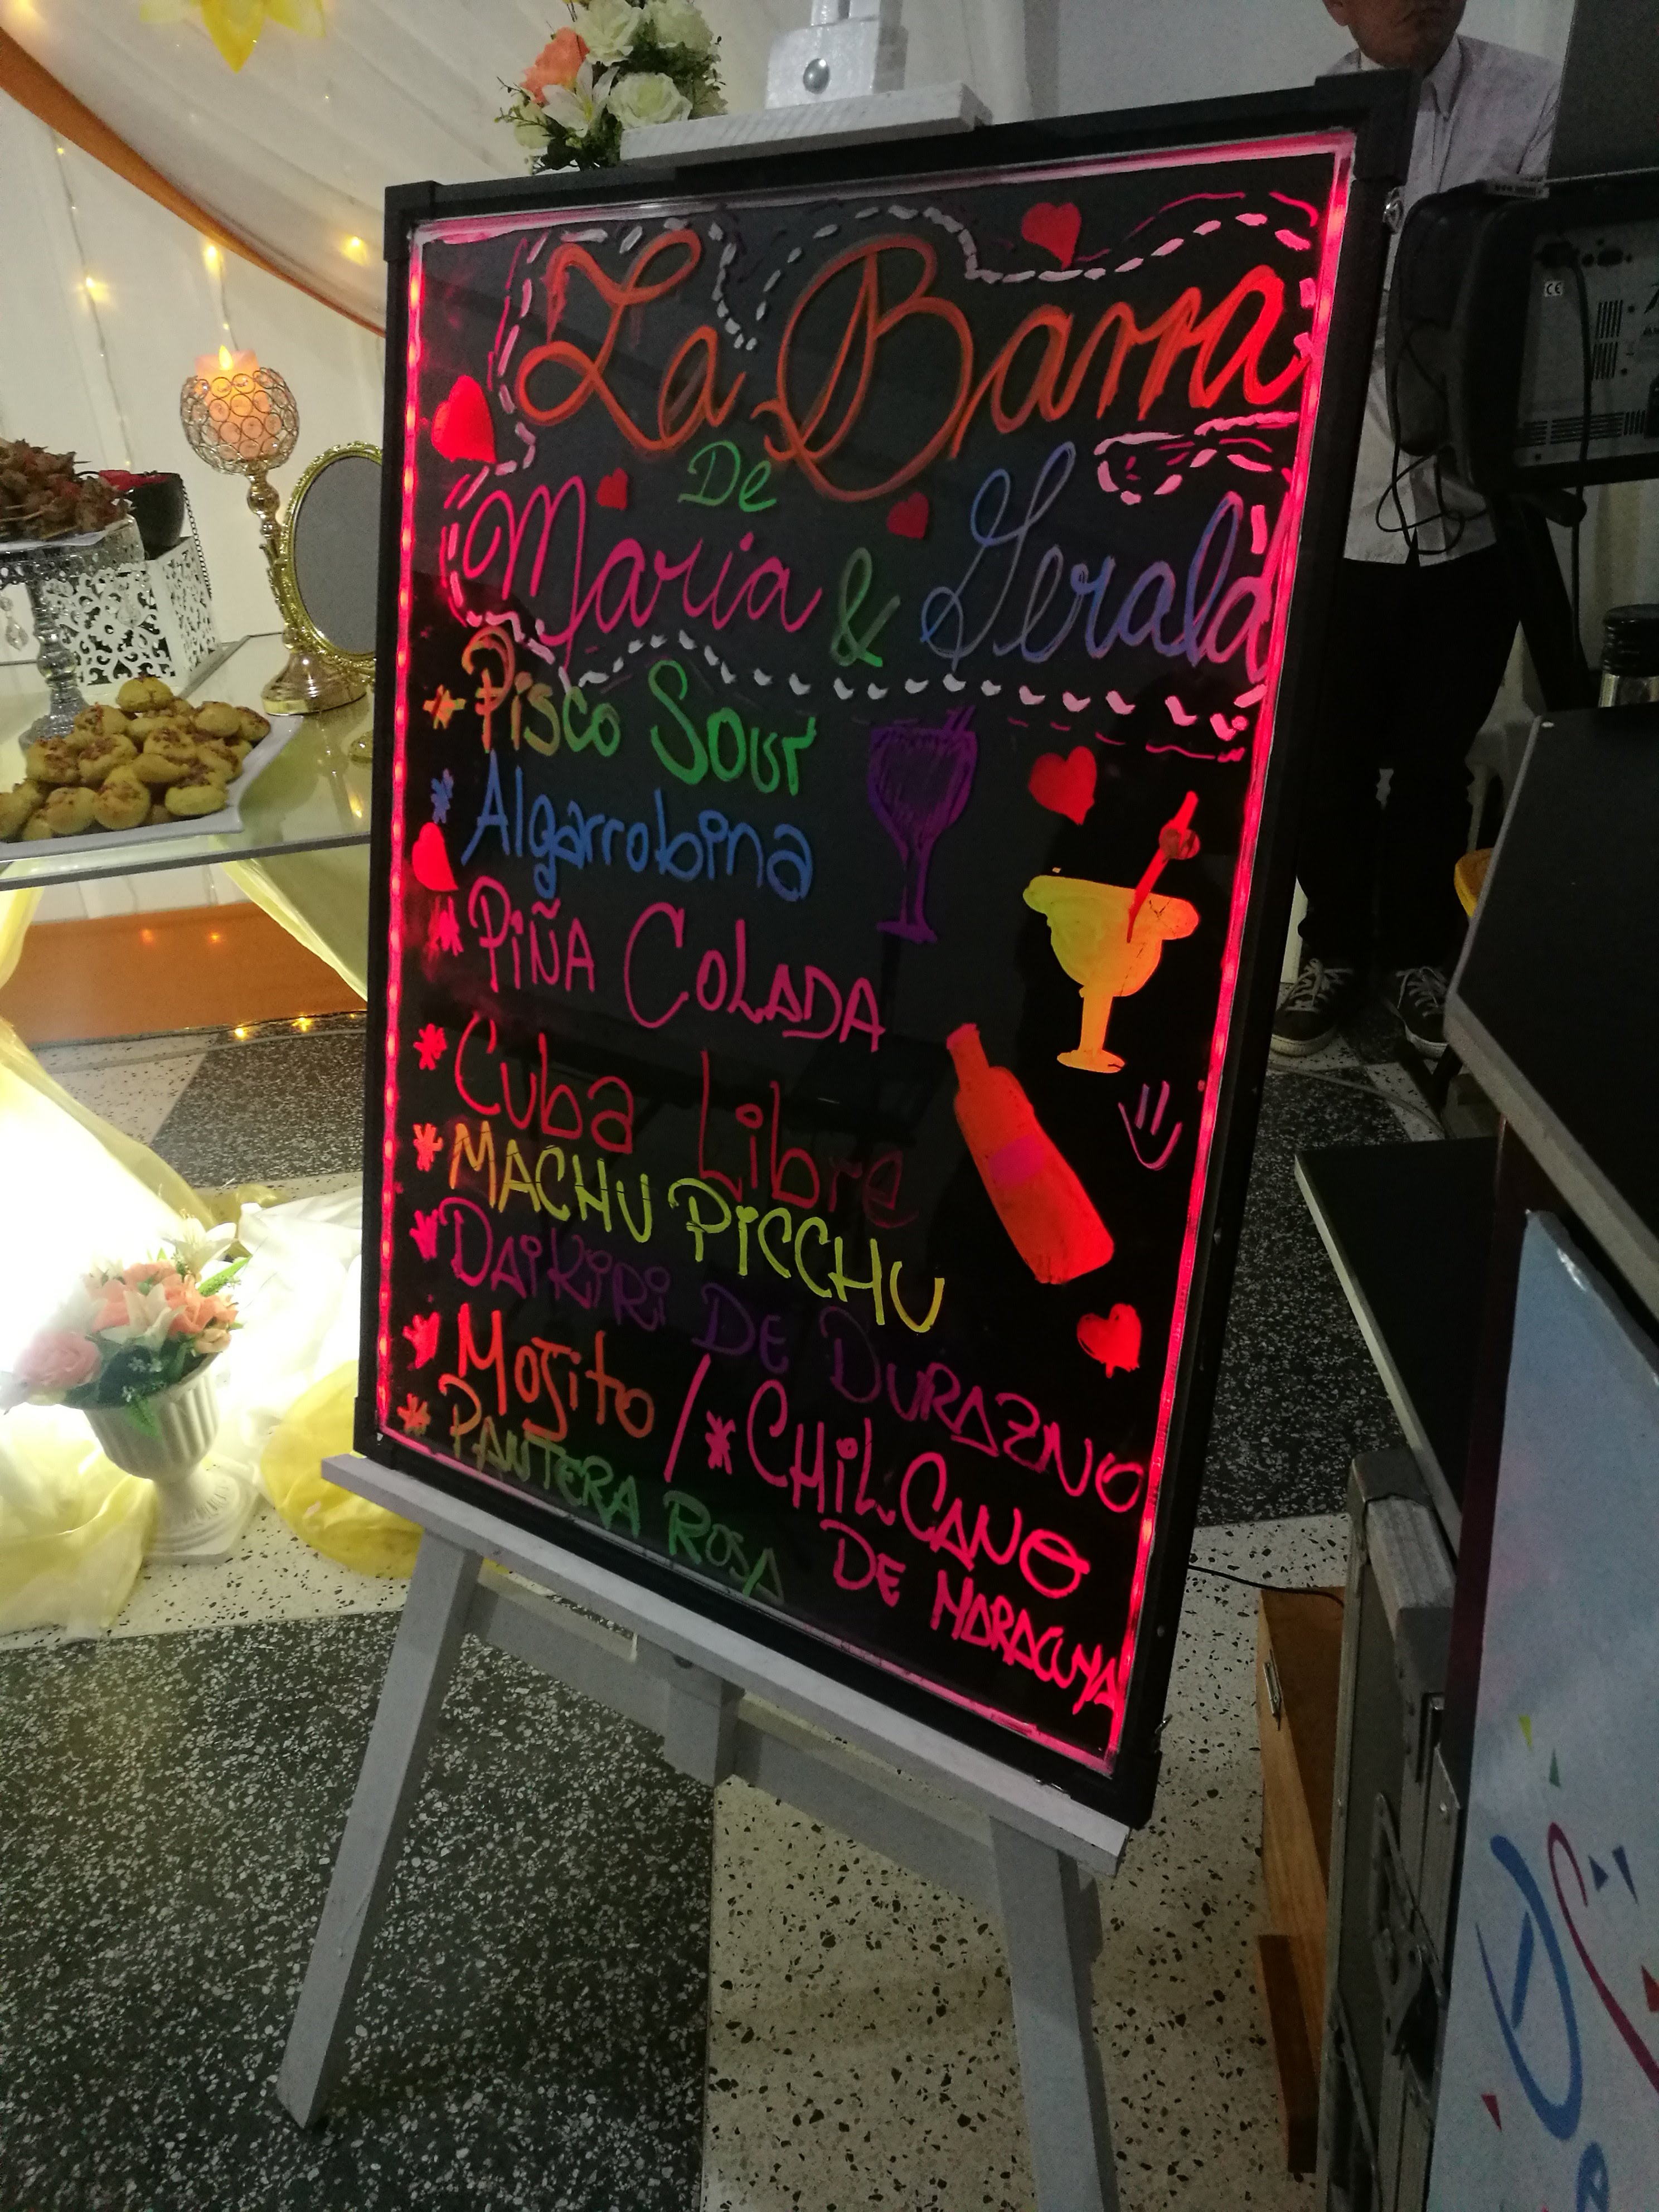 La Barra
De
Maria & Gerald
* Pisco Sour
* Algarrobina
* PiÑA COLADA
* Cuba Libre
* MACHU PiCCHU
* DAiKiRi DE DURAZNO
* Mojito / * CHiLCANO
DE MARACUYA
* PANTERA ROSA
CE